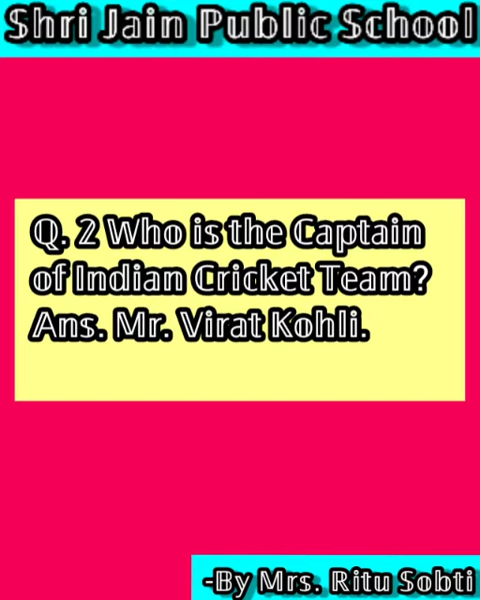 Shri Jain Public School
Q. 2 Who is the Captain
of Indian Cricket Team?
Ans. Mr. Virat Kohli.
-By Mrs. Ritu Sobti